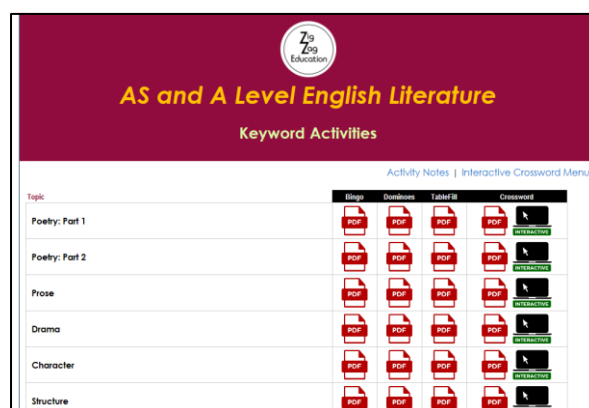 Zig
Zag
Education
AS and A Level English Literature
Keyword Activities
Activity Notes | Interactive Crossword Menu
Topic Bingo Dominoes TableFill Crossword
Poetry: Part 1 PDF PDF PDF PDF INTERACTIVE
Poetry: Part 2 PDF PDF PDF PDF INTERACTIVE
Prose PDF PDF PDF PDF INTERACTIVE
Drama PDF PDF PDF PDF INTERACTIVE
Character PDF PDF PDF PDF INTERACTIVE
Structure PDF PDF PDF PDF